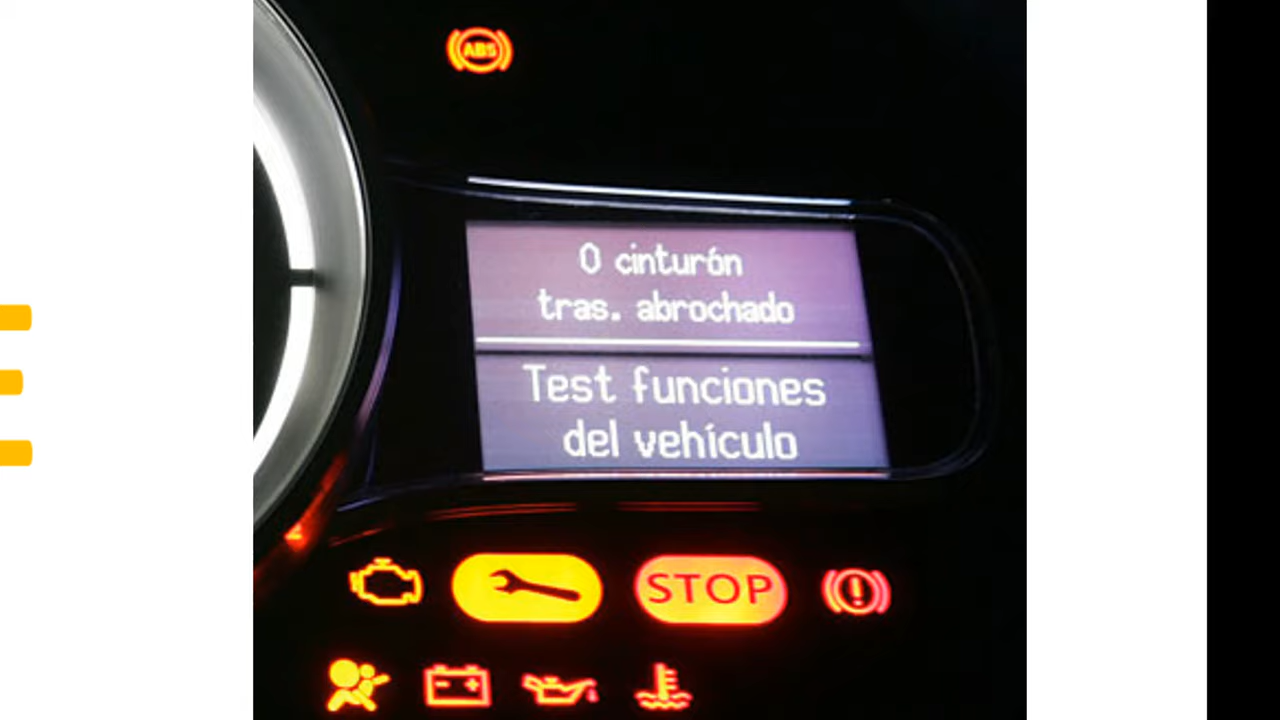 ABS
0 cinturón
tras. abrochado
Test funciones
del vehículo
STOP